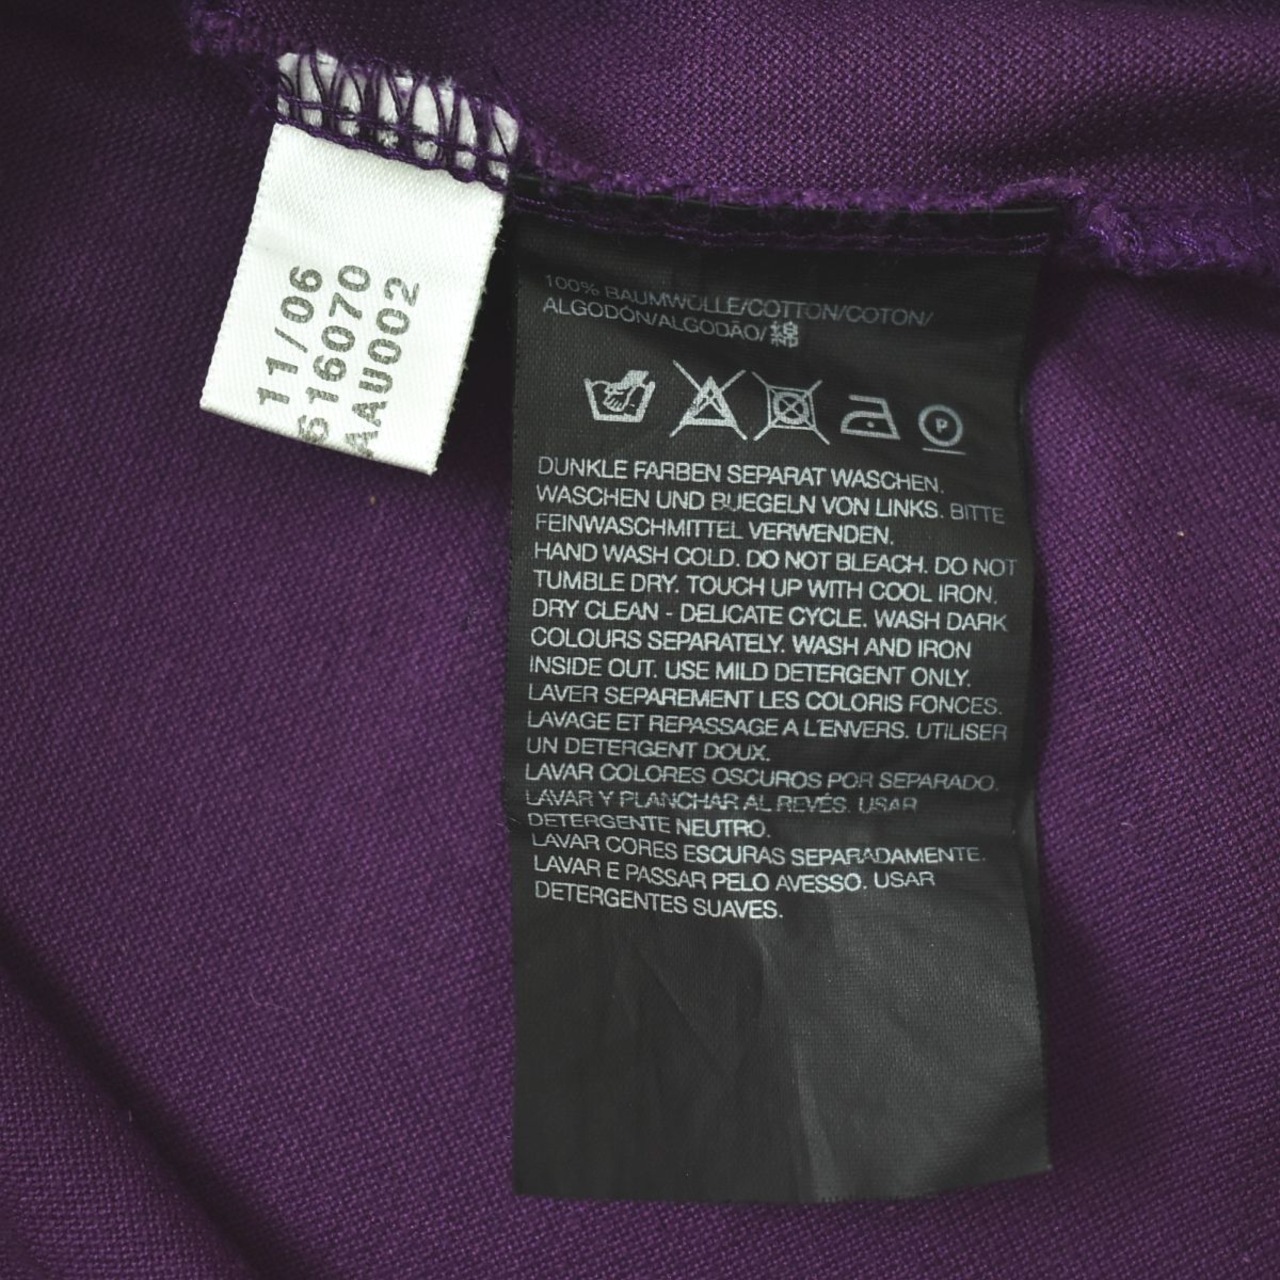 11/06
616070
AAU002
100% BAUMWOLLE/COTTON/COTON/
ALGODÓN/ALGODÃO/
P
DUNKLE FARBEN SEPARAT WASCHEN.
WASCHEN UND BUEGELN VON LINKS. BITTE
FEINWASCHMITTEL VERWENDEN.
HAND WASH COLD. DO NOT BLEACH. DO NOT
TUMBLE DRY. TOUCH UP WITH COOL IRON.
DRY CLEAN - DELICATE CYCLE. WASH DARK
COLOURS SEPARATELY. WASH AND IRON
INSIDE OUT. USE MILD DETERGENT ONLY.
LAVER SEPAREMENT LES COLORIS FONCES.
LAVAGE ET REPASSAGE A L'ENVERS. UTILISER
UN DETERGENT DOUX.
LAVAR COLORES OSCUROS POR SEPARADO.
LAVAR Y PLANCHAR AL REVÉS. USAR
DETERGENTE NEUTRO.
LAVAR CORES ESCURAS SEPARADAMENTE.
LAVAR E PASSAR PELO AVESSO. USAR
DETERGENTES SUAVES.